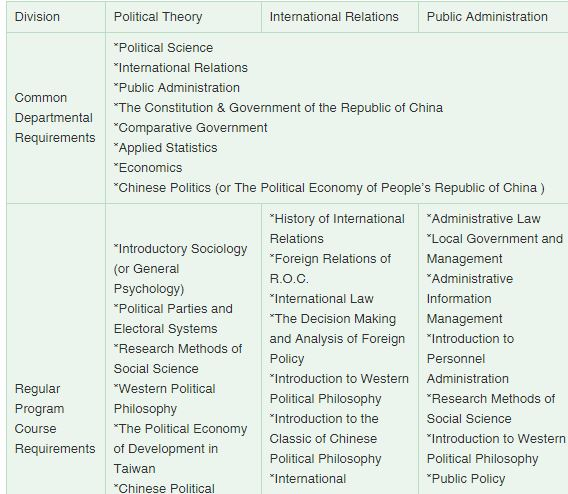 Division
Political Theory
International Relations
Public Administration
Common
Departmental
Requirements
*Political Science
*International Relations
*Public Administration
*The Constitution & Government of the Republic of China
*Comparative Government
*Applied Statistics
*Economics
*Chinese Politics (or The Political Economy of People’s Republic of China )
Regular
Program
Course
Requirements
*Introductory Sociology
(or General
Psychology)
*Political Parties and
Electoral Systems
*Research Methods of
Social Science
*Western Political
Philosophy
*The Political Economy
of Development in
Taiwan
*Chinese Political
*History of International
Relations
*Foreign Relations of
R.O.C.
*International Law
*The Decision Making
and Analysis of Foreign
Policy
*Introduction to Western
Political Philosophy
*Introduction to the
Classic of Chinese
Political Philosophy
*International
*Administrative Law
*Local Government and
Management
*Administrative
Information
Management
*Introduction to
Personnel
Administration
*Research Methods of
Social Science
*Introduction to Western
Political Philosophy
*Public Policy